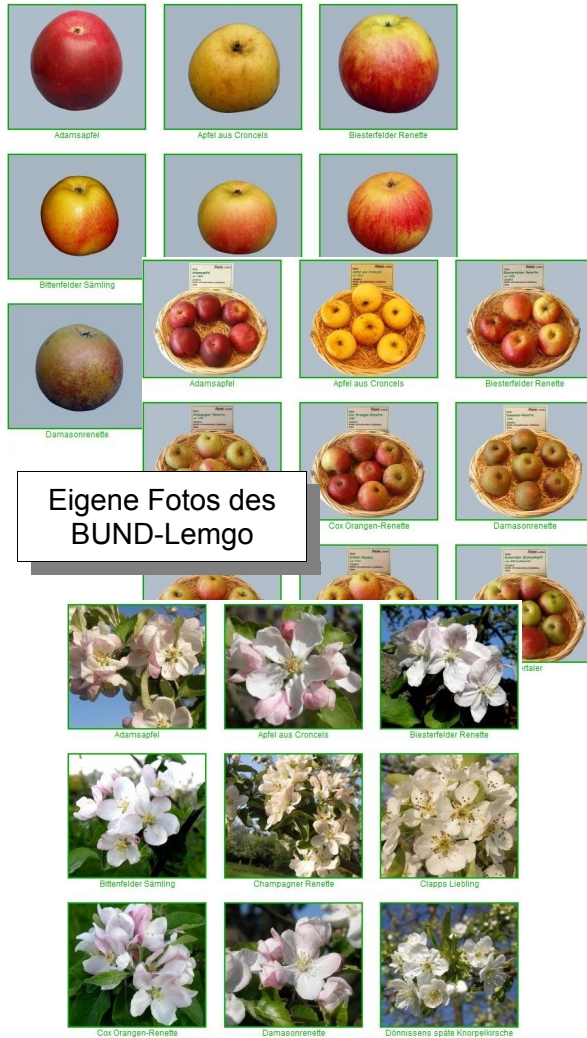 Adamsapfel
Apfel aus Croncels
Biesterfelder Renette
Bittenfelder Sämling
Damasonrenette
Adamsapfel
Apfel aus Croncels
Biesterfelder Renette
Eigene Fotos des
BUND-Lemgo
Cox Orangen-Renette
Damasonrenette
rtaler
Adamsapfel
Apfel aus Croncels
Biesterfelder Renette
Bittenfelder Sämling
Champagner Renette
Clapps Liebling
Cox Orangen-Renette
Damasonrenette
Dönnissens späte Knorpelkirsche